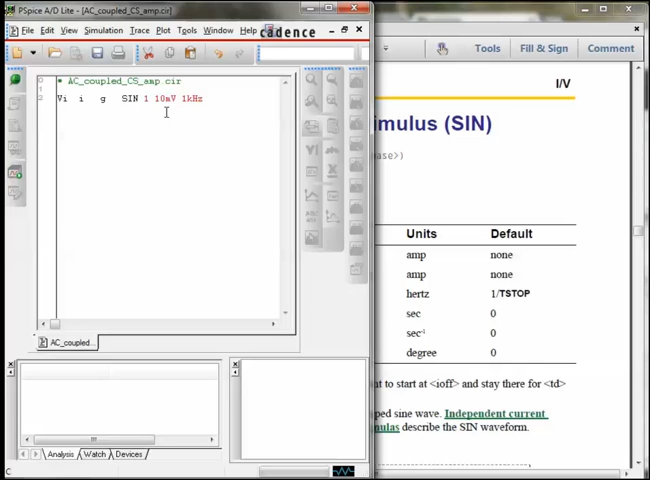 PSpice A/D Lite - [AC_coupled_CS_amp.cir]
File Edit View Simulation Trace Plot Tools Window Help
cadence
* AC_coupled_CS_amp.cir
Vi i g SIN 1 10mV 1kHz
AC_coupled...
Analysis Watch Devices
C
Tools Fill & Sign Comment
I/V
imulus (SIN)
ase>)
Units Default
amp none
amp none
hertz 1/TSTOP
sec 0
sec-1 0
degree 0
nt to start at <ioff> and stay there for <td>
ped sine wave. Independent current
nulas describe the SIN waveform.